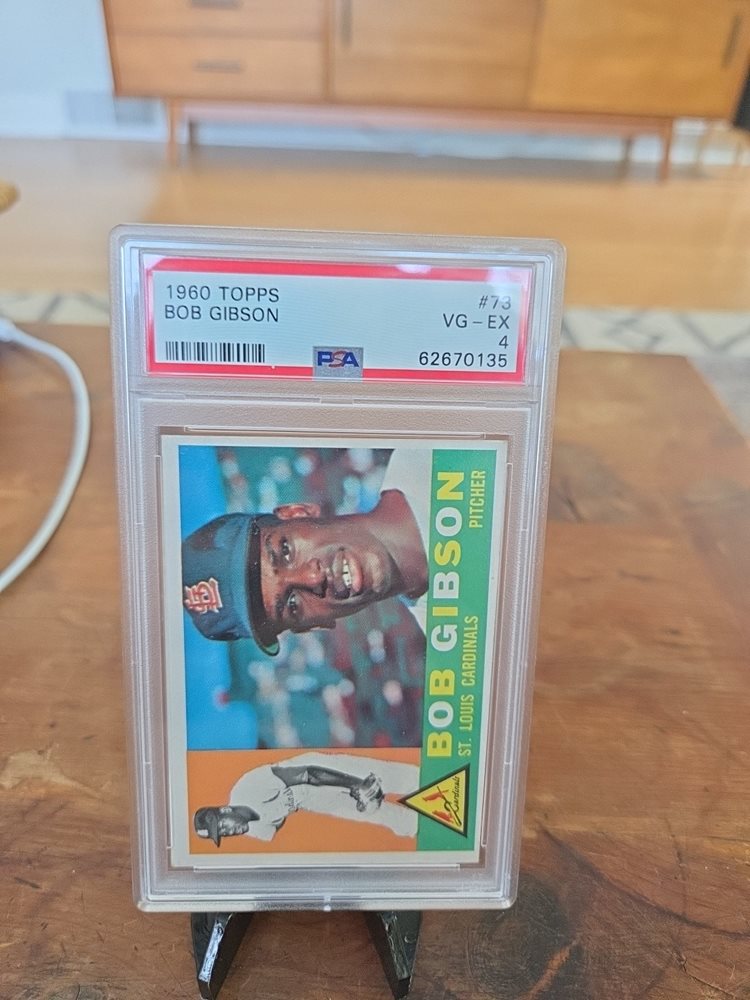 1960 TOPPS
BOB GIBSON
#73
VG - EX
4
62670135
PSA
BOB GIBSON
ST. LOUIS CARDINALS
PITCHER
Cardinals